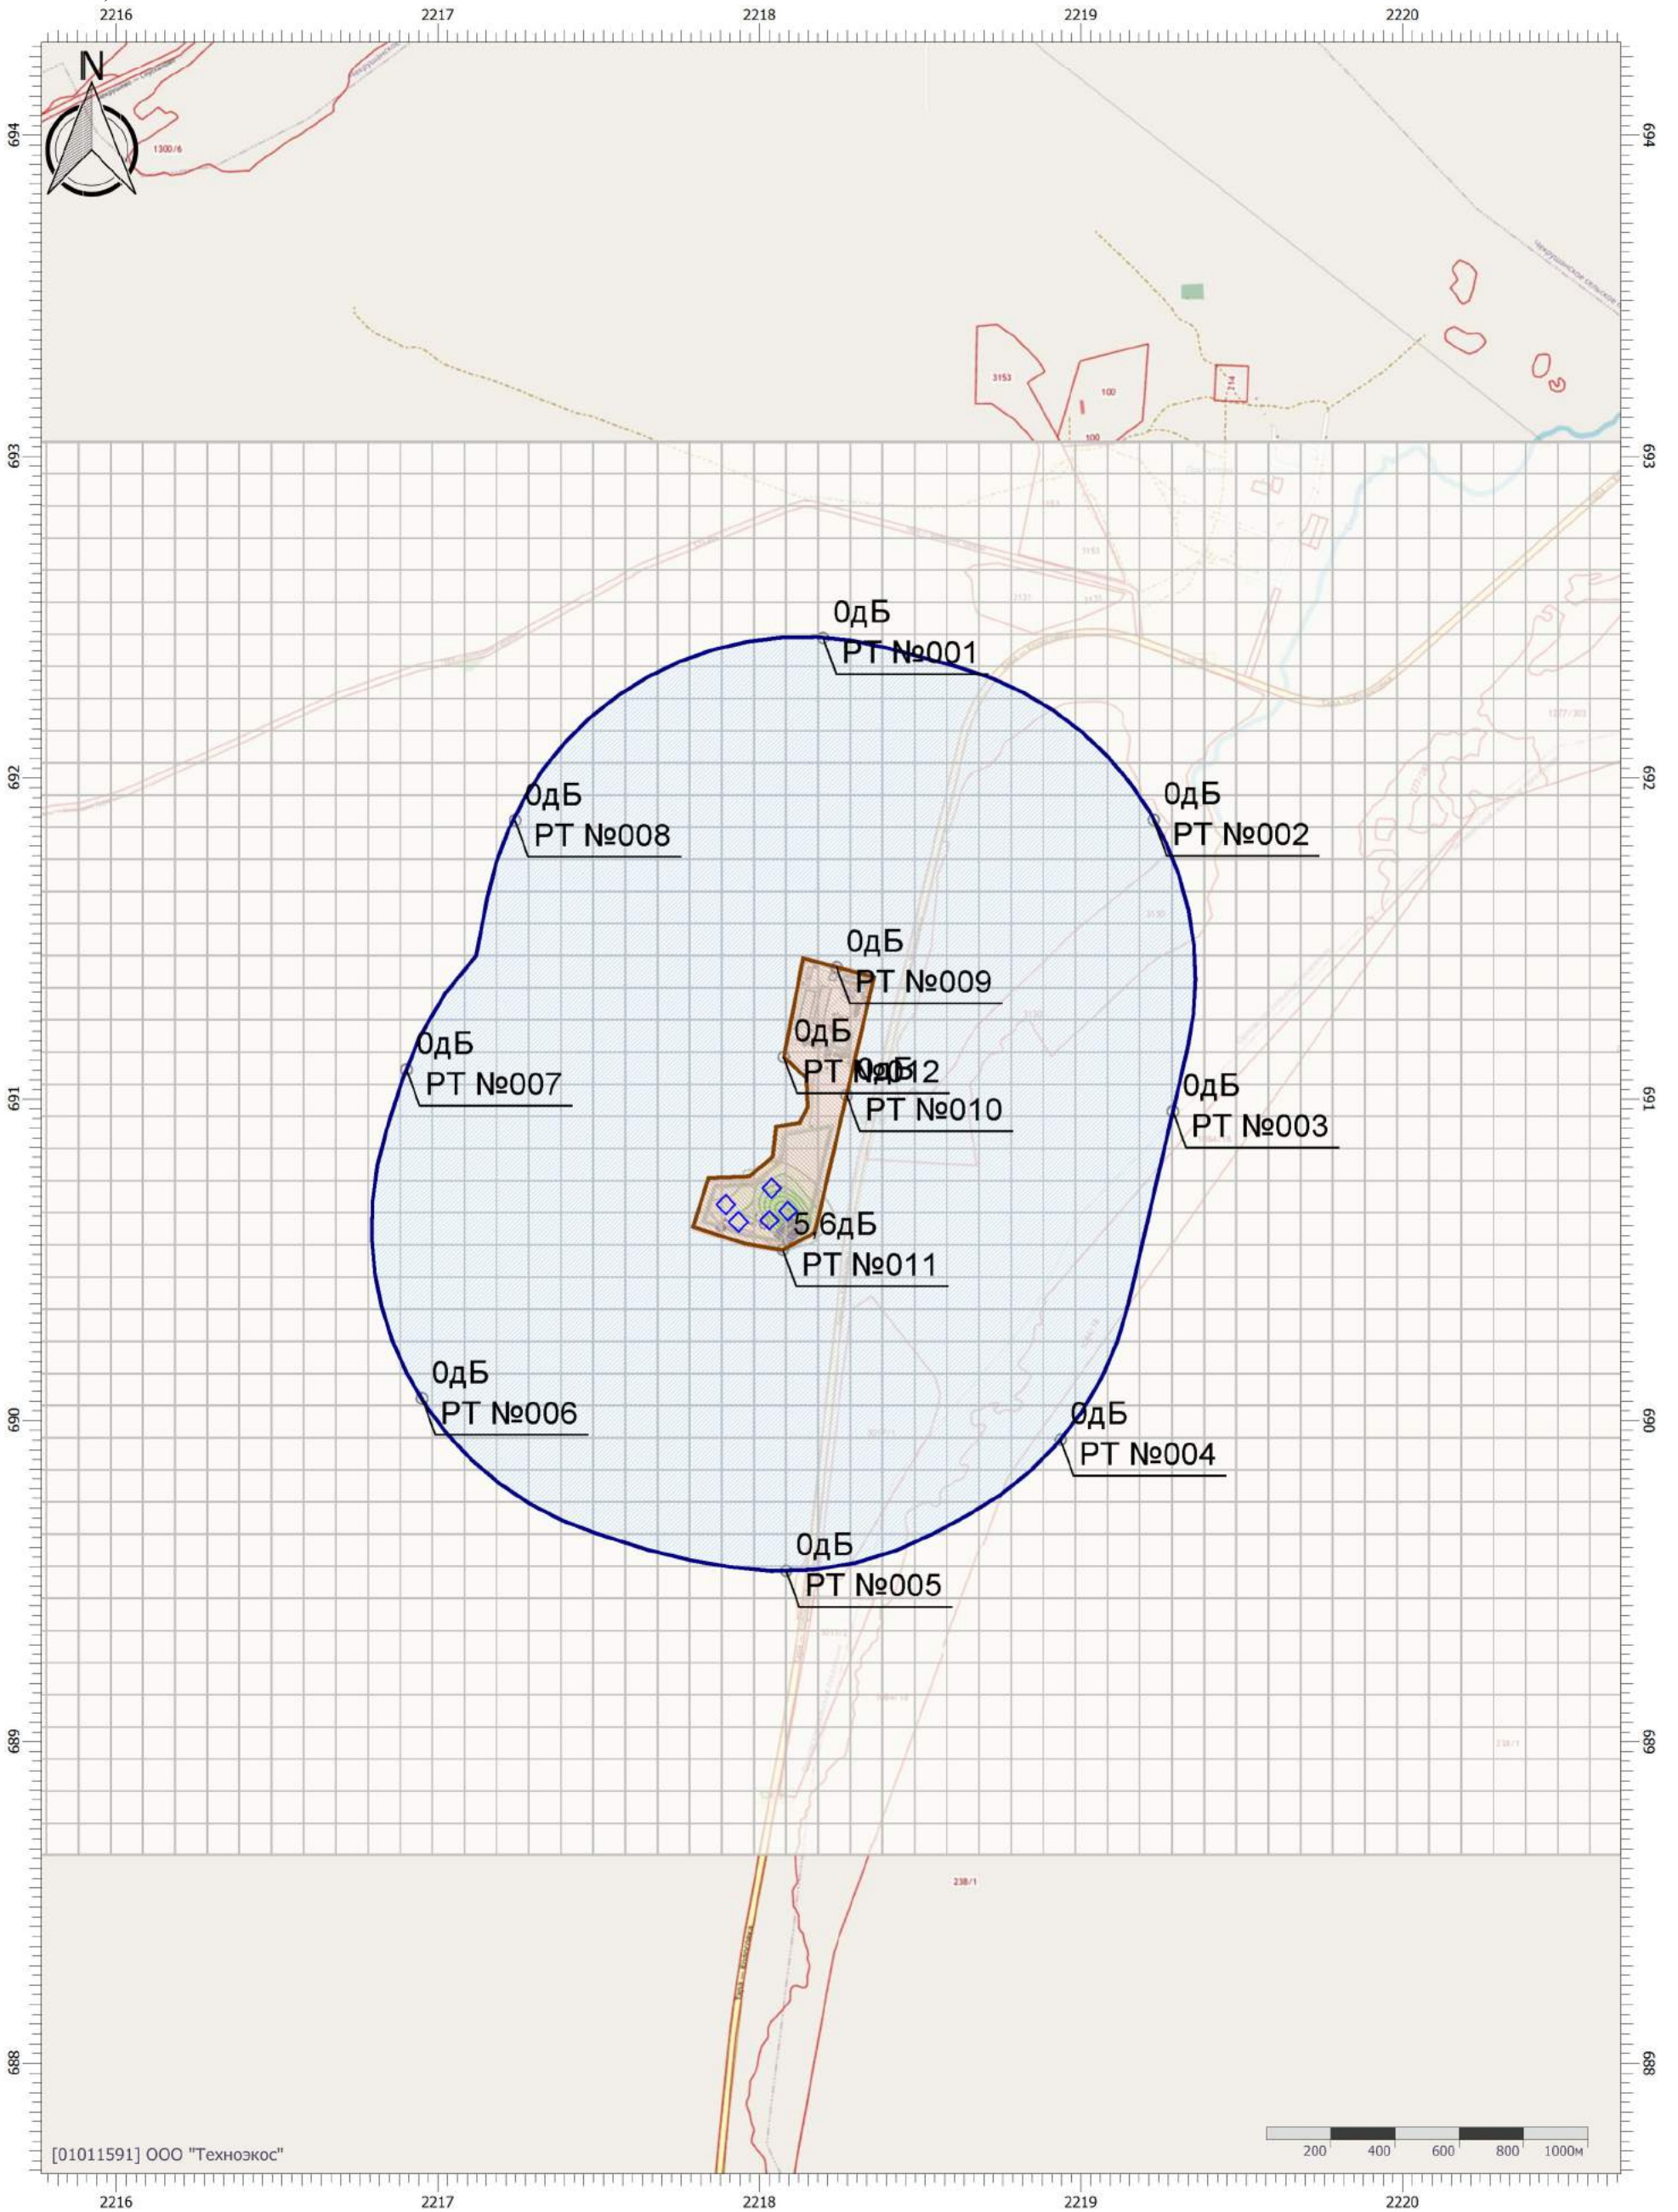 2216 2217 2218 2219 2220
N
694
694
1300/6
3153
100
214
100
693
693
0дБ
РТ №001
692
692
0дБ
РТ №008
0дБ
РТ №002
0дБ
РТ №009
0дБ
РТ №012
0дБ
РТ №010
0дБ
РТ №007
691
691
0дБ
РТ №003
5,6дБ
РТ №011
0дБ
РТ №006
690
690
0дБ
РТ №004
0дБ
РТ №005
689
689
238/1
238/1
Тара — Колосовка
688
688
[01011591] ООО "Техноэкос"
200 400 600 800 1000м
2216 2217 2218 2219 2220